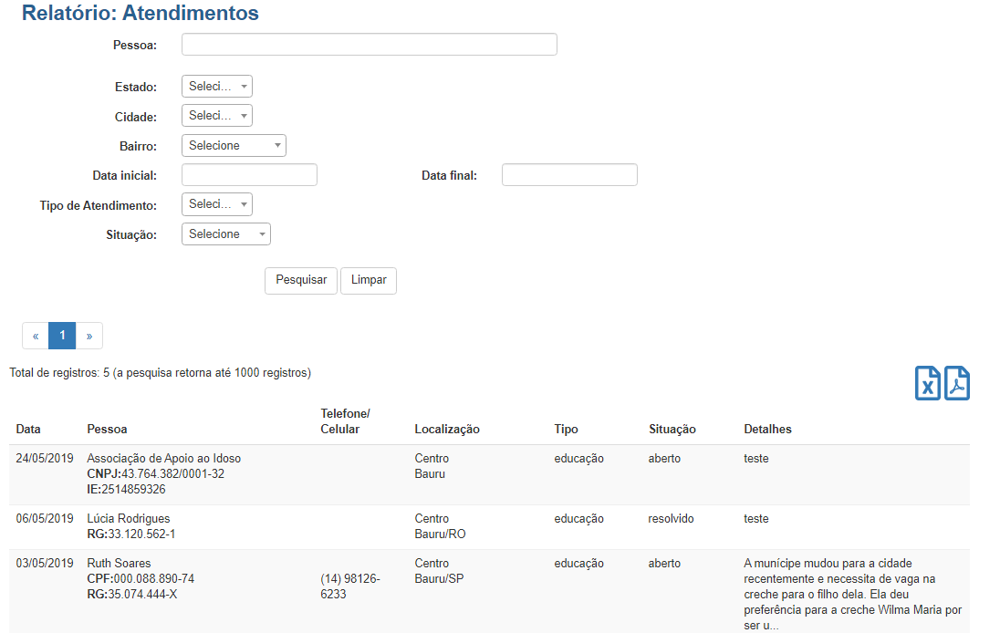 Relatório: Atendimentos
Pessoa:
Estado: Seleci...
Cidade: Seleci...
Bairro: Selecione
Data inicial: Data final:
Tipo de Atendimento: Seleci...
Situação: Selecione
Pesquisar Limpar
« 1 »
Total de registros: 5 (a pesquisa retorna até 1000 registros)
Data Pessoa Telefone/ Celular Localização Tipo Situação Detalhes
24/05/2019 Associação de Apoio ao Idoso Centro educação aberto teste
CNPJ:43.764.382/0001-32 Bauru
IE:2514859326
06/05/2019 Lúcia Rodrigues Centro educação resolvido teste
RG:33.120.562-1 Bauru/RO
03/05/2019 Ruth Soares Centro educação aberto A munícipe mudou para a cidade
CPF:000.088.890-74 (14) 98126- Bauru/SP recentemente e necessita de vaga na
RG:35.074.444-X 6233 creche para o filho dela. Ela deu
preferência para a creche Wilma Maria por
ser u...